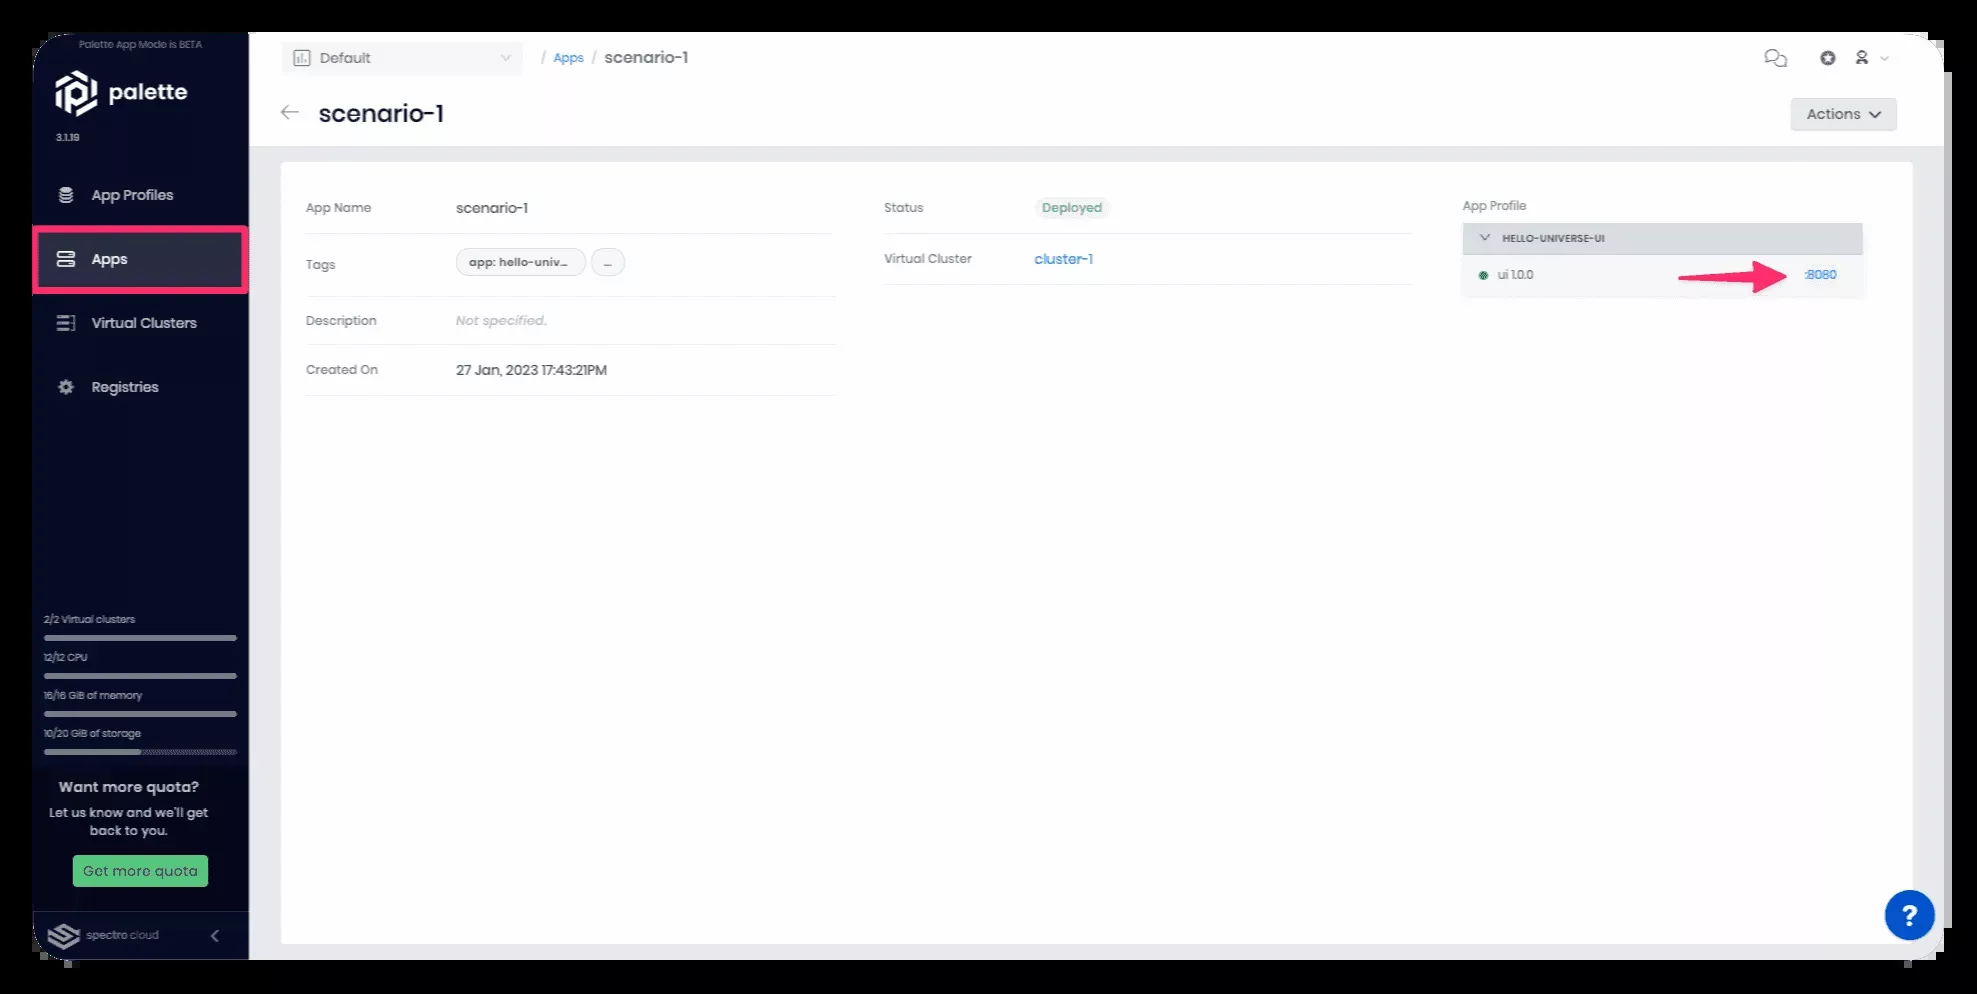 Palette App Mode is BETA
palette
3.1.19
App Profiles
Apps
Virtual Clusters
Registries
2/2 Virtual clusters
12/12 CPU
16/16 GiB of memory
10/20 GiB of storage
Want more quota?
Let us know and we'll get
back to you.
Get more quota
spectro cloud
Default / Apps / scenario-1
scenario-1
Actions
App Name scenario-1
Tags app: hello-univ... ...
Description Not specified.
Created On 27 Jan, 2023 17:43:21PM
Status Deployed
Virtual Cluster cluster-1
App Profile
HELLO-UNIVERSE-UI
ui 1.0.0 :8080
?